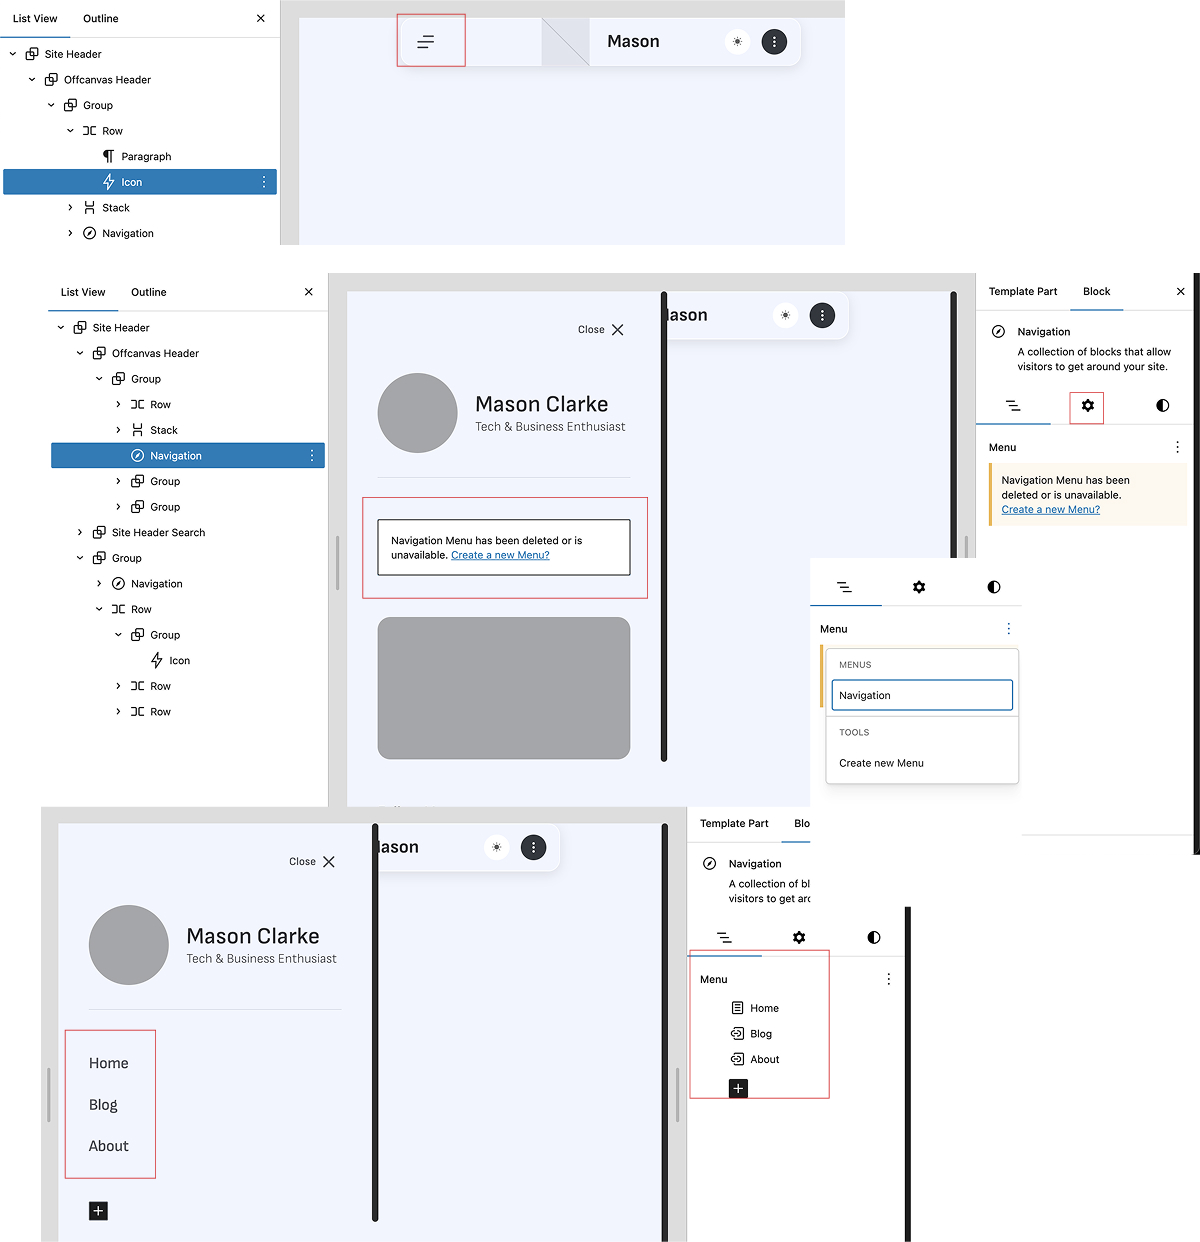 List View
Outline
Site Header
Offcanvas Header
Group
Row
Paragraph
Icon
Stack
Navigation
Mason
List View
Outline
Site Header
Offcanvas Header
Group
Row
Stack
Navigation
Group
Group
Site Header Search
Group
Navigation
Row
Group
Icon
Row
Row
Close
Mason Clarke
Tech & Business Enthusiast
Navigation Menu has been deleted or is
unavailable. Create a new Menu?
ason
Template Part
Block
Navigation
A collection of blocks that allow
visitors to get around your site.
Menu
Navigation Menu has been
deleted or is unavailable.
Create a new Menu?
Menu
MENUS
Navigation
TOOLS
Create new Menu
Close
Mason Clarke
Tech & Business Enthusiast
Home
Blog
About
ason
Template Part
Blo
Navigation
A collection of bl
visitors to get aro
Menu
Home
Blog
About